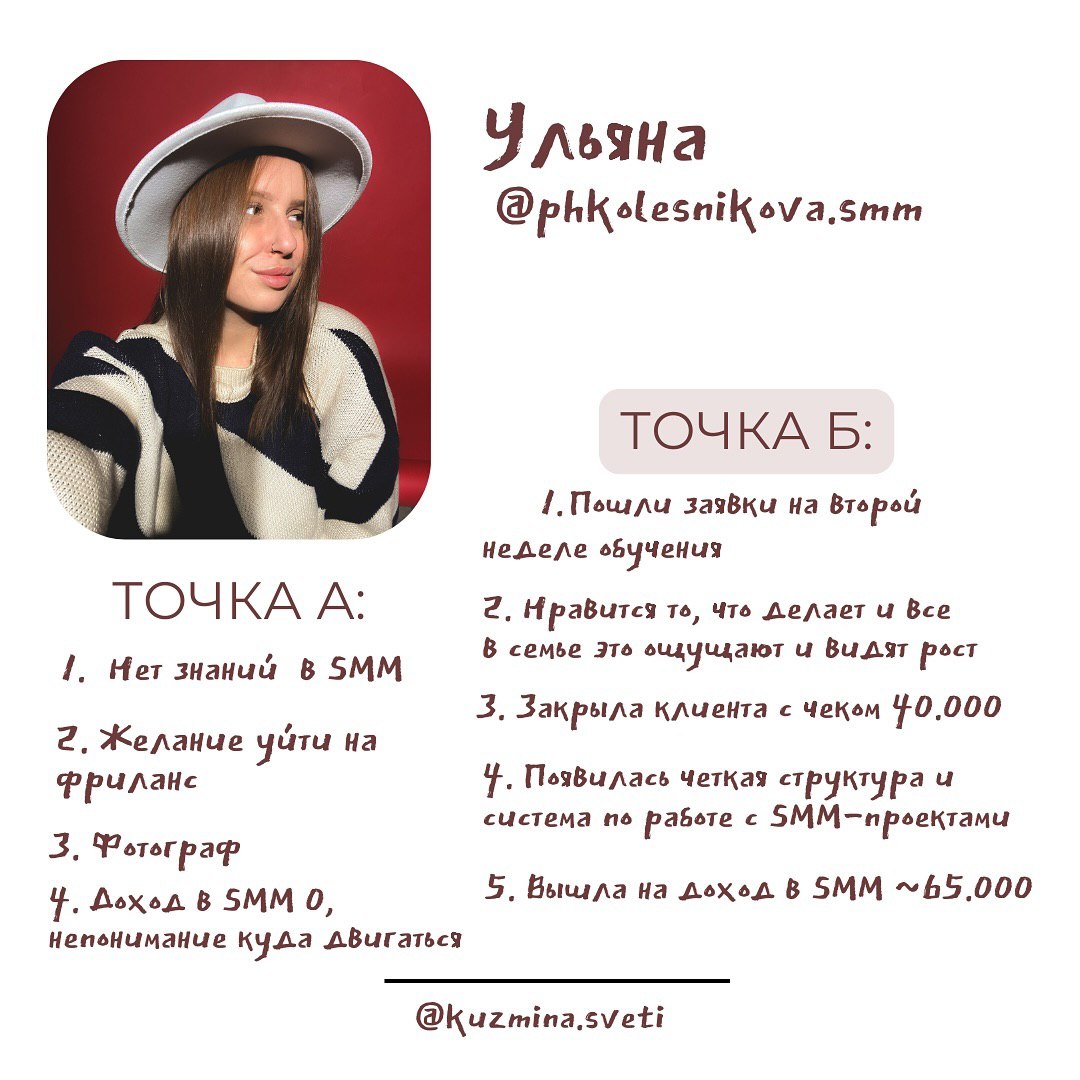 Ульяна
@phkolesnikova.smm
ТОЧКА А:
1. Нет знаний в SMM
2. Желание уйти на
фриланс
3. Фотограф
4. Доход в SMM 0,
непонимание куда двигаться
ТОЧКА Б:
1. Пошли заявки на второй
неделе обучения
2. Нравится то, что делает и все
в семье это ощущают и видят рост
3. Закрыла клиента с чеком 40.000
4. Появилась четкая структура и
система по работе с SMM-проектами
5. Вышла на доход в SMM ~65.000
@kuzmina.sveti